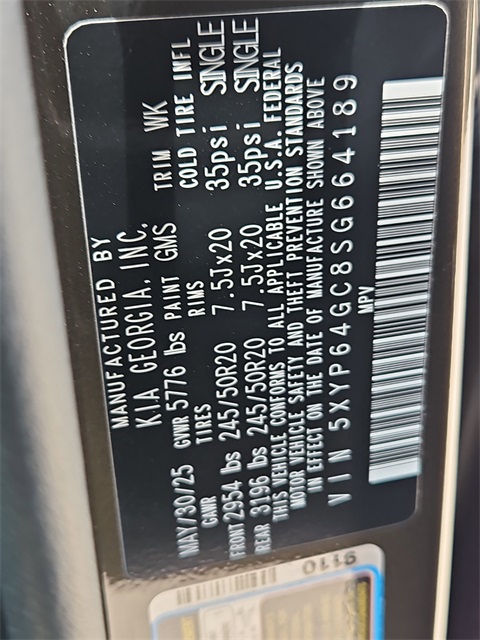 MANUFACTURED BY
KIA GEORGIA, INC.
MAY/30/25 GVWR 5776 lbs PAINT GMS TRIM WK
GAWR TIRES RIMS COLD TIRE INFL
FRONT 2954 lbs 245/50R20 7.5Jx20 35psi SINGLE
REAR 3196 lbs 245/50R20 7.5Jx20 35psi SINGLE
THIS VEHICLE CONFORMS TO ALL APPLICABLE U.S.A. FEDERAL
MOTOR VEHICLE SAFETY AND THEFT PREVENTION STANDARDS
IN EFFECT ON THE DATE OF MANUFACTURE SHOWN ABOVE
VIN 5XYP64GC8SG664189
MPV
9110